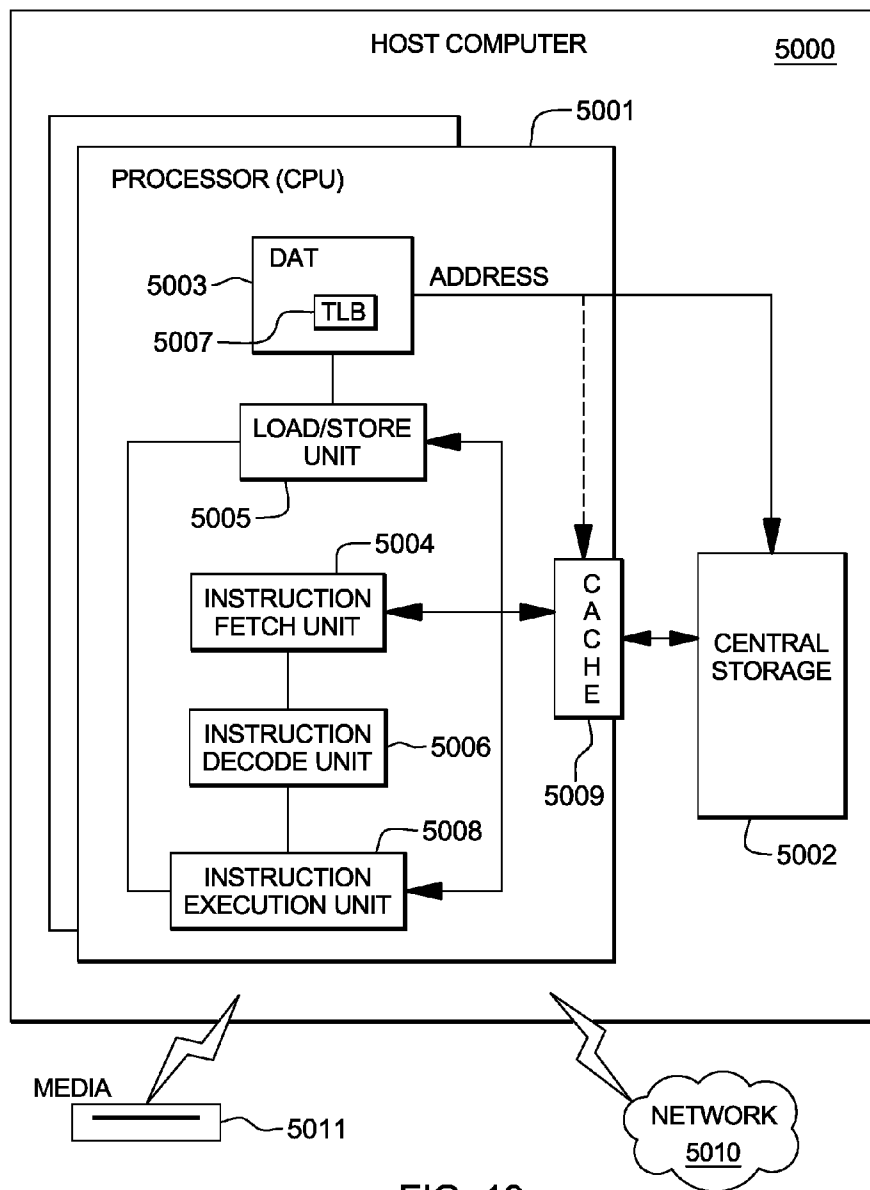 HOST COMPUTER
5000
5001
PROCESSOR (CPU)
DAT
5003
TLB
5007
ADDRESS
LOAD/STORE
UNIT
5005
5004
INSTRUCTION
FETCH UNIT
C
A
C
H
E
CENTRAL
STORAGE
INSTRUCTION
DECODE UNIT
5006
5009
5008
5002
INSTRUCTION
EXECUTION UNIT
MEDIA
5011
NETWORK
5010